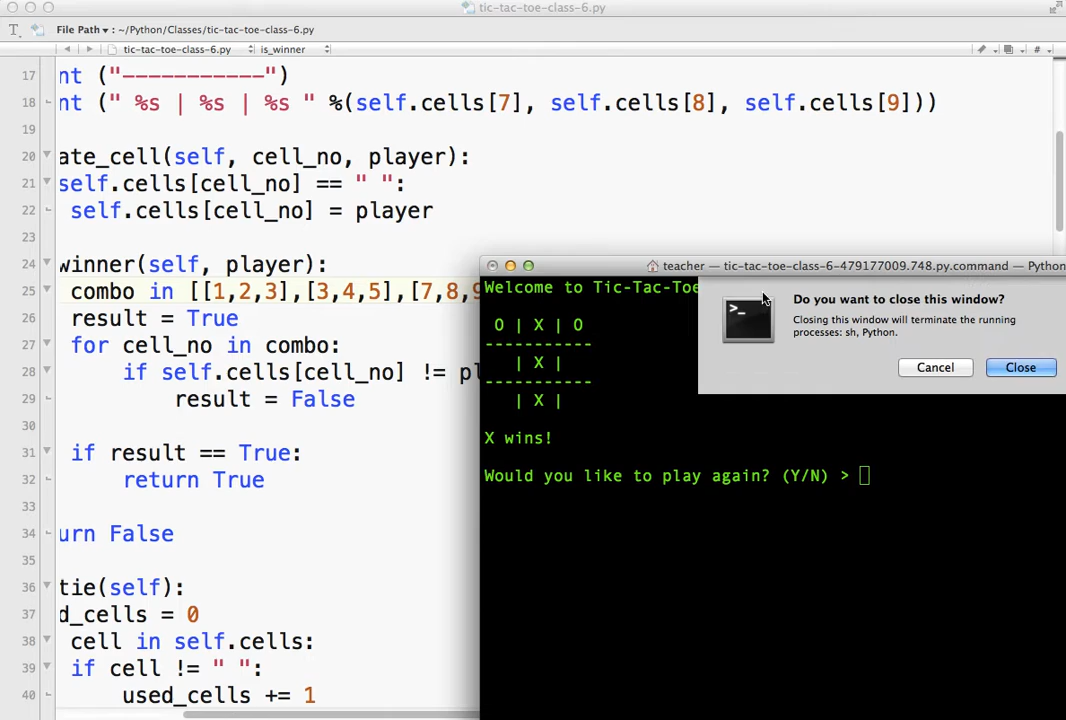 tic-tac-toe-class-6.py
File Path ▾ : ~/Python/Classes/tic-tac-toe-class-6.py
tic-tac-toe-class-6.py is_winner #
17 nt ("-----------")
18 nt (" %s | %s | %s " %(self.cells[7], self.cells[8], self.cells[9]))
19
20 ate_cell(self, cell_no, player):
21 self.cells[cell_no] == " ":
22 self.cells[cell_no] = player
23
24 winner(self, player):
25 combo in [[1,2,3],[3,4,5],[7,8,9
26 result = True
27 for cell_no in combo:
28 if self.cells[cell_no] != pl
29 result = False
30
31 if result == True:
32 return True
33
34 urn False
35
36 tie(self):
37 d_cells = 0
38 cell in self.cells:
39 if cell != " ":
40 used_cells += 1
teacher — tic-tac-toe-class-6-479177009.748.py.command — Python
Welcome to Tic-Tac-Toe
O | X | O
-----------
| X |
-----------
| X |
X wins!
Would you like to play again? (Y/N) >
>_
Do you want to close this window?
Closing this window will terminate the running
processes: sh, Python.
Cancel Close